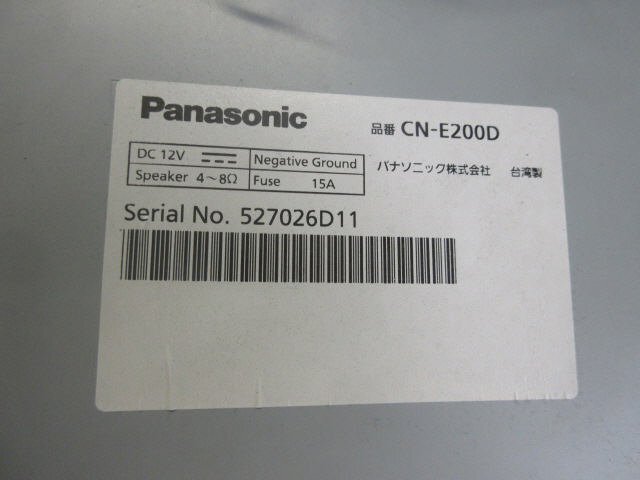 Panasonic
品番 CN-E200D
DC 12V
Negative Ground
Speaker 4～8Ω
Fuse 15A
パナソニック株式会社 台湾製
Serial No. 527026D11